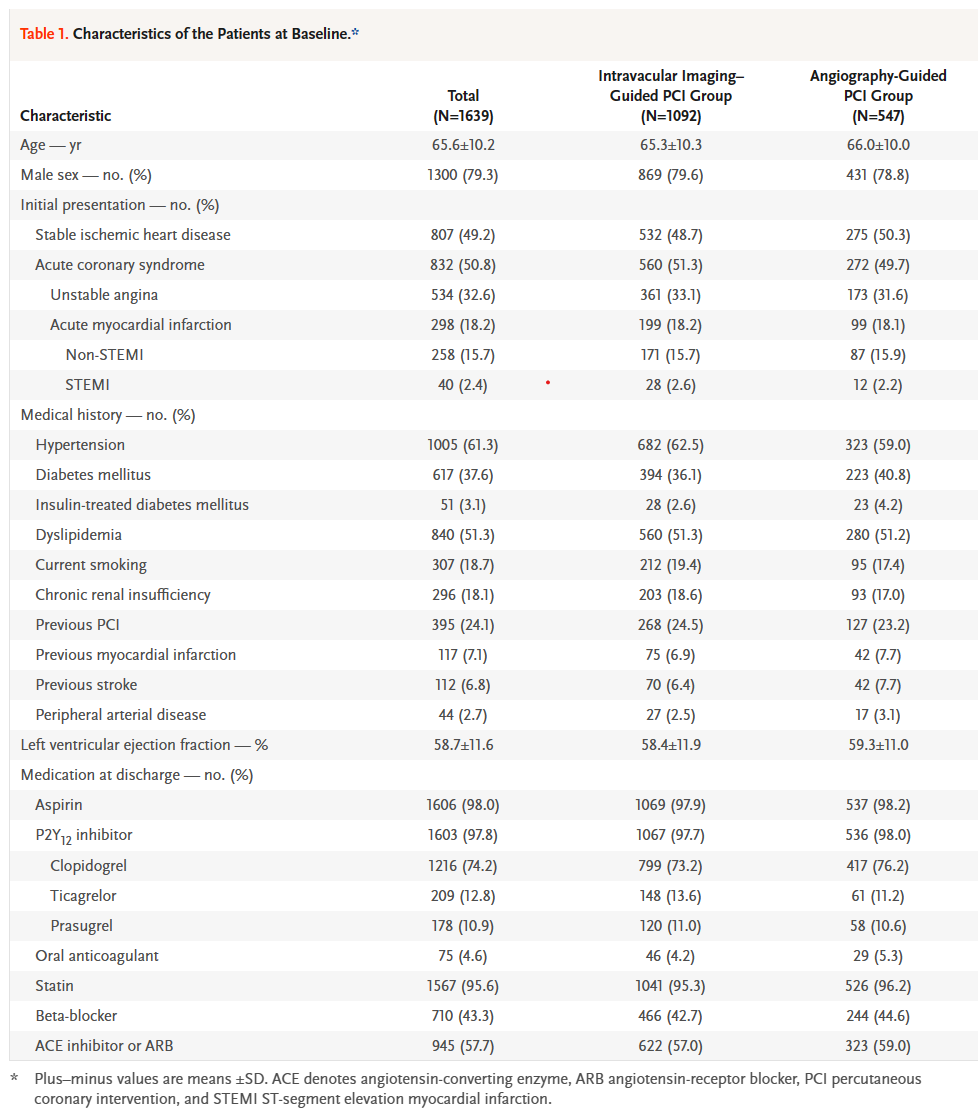 Table 1. Characteristics of the Patients at Baseline.*
Characteristic Total (N=1639) Intravacular Imaging–Guided PCI Group (N=1092) Angiography-Guided PCI Group (N=547)
Age — yr 65.6±10.2 65.3±10.3 66.0±10.0
Male sex — no. (%) 1300 (79.3) 869 (79.6) 431 (78.8)
Initial presentation — no. (%)
Stable ischemic heart disease 807 (49.2) 532 (48.7) 275 (50.3)
Acute coronary syndrome 832 (50.8) 560 (51.3) 272 (49.7)
Unstable angina 534 (32.6) 361 (33.1) 173 (31.6)
Acute myocardial infarction 298 (18.2) 199 (18.2) 99 (18.1)
Non-STEMI 258 (15.7) 171 (15.7) 87 (15.9)
STEMI 40 (2.4) 28 (2.6) 12 (2.2)
Medical history — no. (%)
Hypertension 1005 (61.3) 682 (62.5) 323 (59.0)
Diabetes mellitus 617 (37.6) 394 (36.1) 223 (40.8)
Insulin-treated diabetes mellitus 51 (3.1) 28 (2.6) 23 (4.2)
Dyslipidemia 840 (51.3) 560 (51.3) 280 (51.2)
Current smoking 307 (18.7) 212 (19.4) 95 (17.4)
Chronic renal insufficiency 296 (18.1) 203 (18.6) 93 (17.0)
Previous PCI 395 (24.1) 268 (24.5) 127 (23.2)
Previous myocardial infarction 117 (7.1) 75 (6.9) 42 (7.7)
Previous stroke 112 (6.8) 70 (6.4) 42 (7.7)
Peripheral arterial disease 44 (2.7) 27 (2.5) 17 (3.1)
Left ventricular ejection fraction — % 58.7±11.6 58.4±11.9 59.3±11.0
Medication at discharge — no. (%)
Aspirin 1606 (98.0) 1069 (97.9) 537 (98.2)
P2Y12 inhibitor 1603 (97.8) 1067 (97.7) 536 (98.0)
Clopidogrel 1216 (74.2) 799 (73.2) 417 (76.2)
Ticagrelor 209 (12.8) 148 (13.6) 61 (11.2)
Prasugrel 178 (10.9) 120 (11.0) 58 (10.6)
Oral anticoagulant 75 (4.6) 46 (4.2) 29 (5.3)
Statin 1567 (95.6) 1041 (95.3) 526 (96.2)
Beta-blocker 710 (43.3) 466 (42.7) 244 (44.6)
ACE inhibitor or ARB 945 (57.7) 622 (57.0) 323 (59.0)
* Plus–minus values are means ±SD. ACE denotes angiotensin-converting enzyme, ARB angiotensin-receptor blocker, PCI percutaneous
coronary intervention, and STEMI ST-segment elevation myocardial infarction.